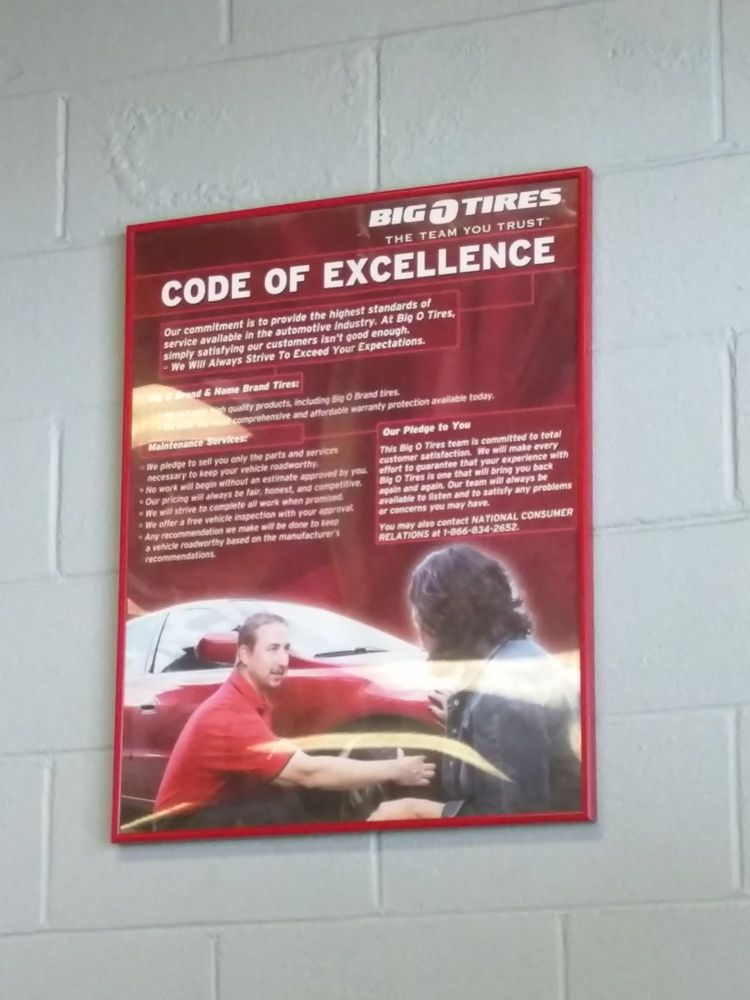 BIG O TIRES
THE TEAM YOU TRUST™
CODE OF EXCELLENCE
Our commitment is to provide the highest standards of
service available in the automotive industry. At Big O Tires,
simply satisfying our customers isn't good enough.
◦ We Will Always Strive To Exceed Your Expectations.
Big O Brand & Name Brand Tires:
high quality products, including Big O Brand tires.
comprehensive and affordable warranty protection available today.
Maintenance Services:
◦ We pledge to sell you only the parts and services
necessary to keep your vehicle roadworthy.
◦ No work will begin without an estimate approved by you.
◦ Our pricing will always be fair, honest, and competitive.
◦ We will strive to complete all work when promised.
◦ We offer a free vehicle inspection with your approval.
◦ Any recommendation we make will be done to keep
a vehicle roadworthy based on the manufacturer's
recommendations.
Our Pledge to You
This Big O Tires team is committed to total
customer satisfaction. We will make every
effort to guarantee that your experience with
Big O Tires is one that will bring you back
again and again. Our team will always be
available to listen and to satisfy any problems
or concerns you may have.
You may also contact NATIONAL CONSUMER
RELATIONS at 1-866-834-2652.